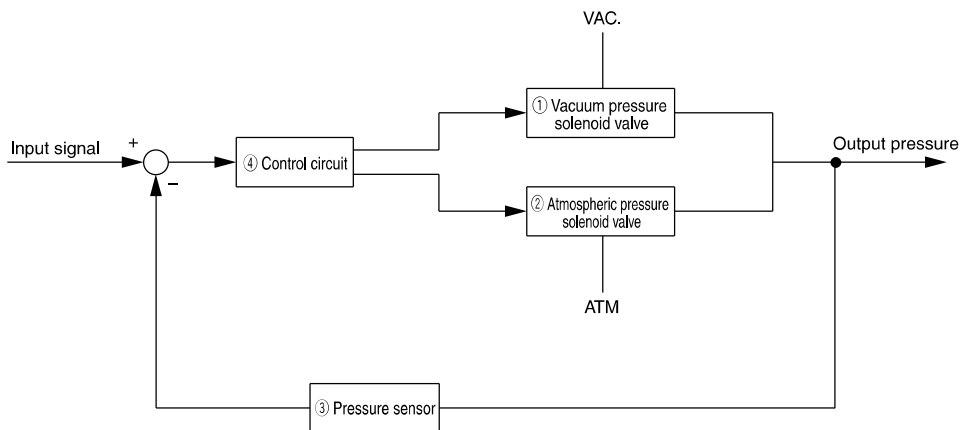 VAC.
① Vacuum pressure
solenoid valve
Input signal
+
−
④ Control circuit
Output pressure
② Atmospheric pressure
solenoid valve
ATM
③ Pressure sensor